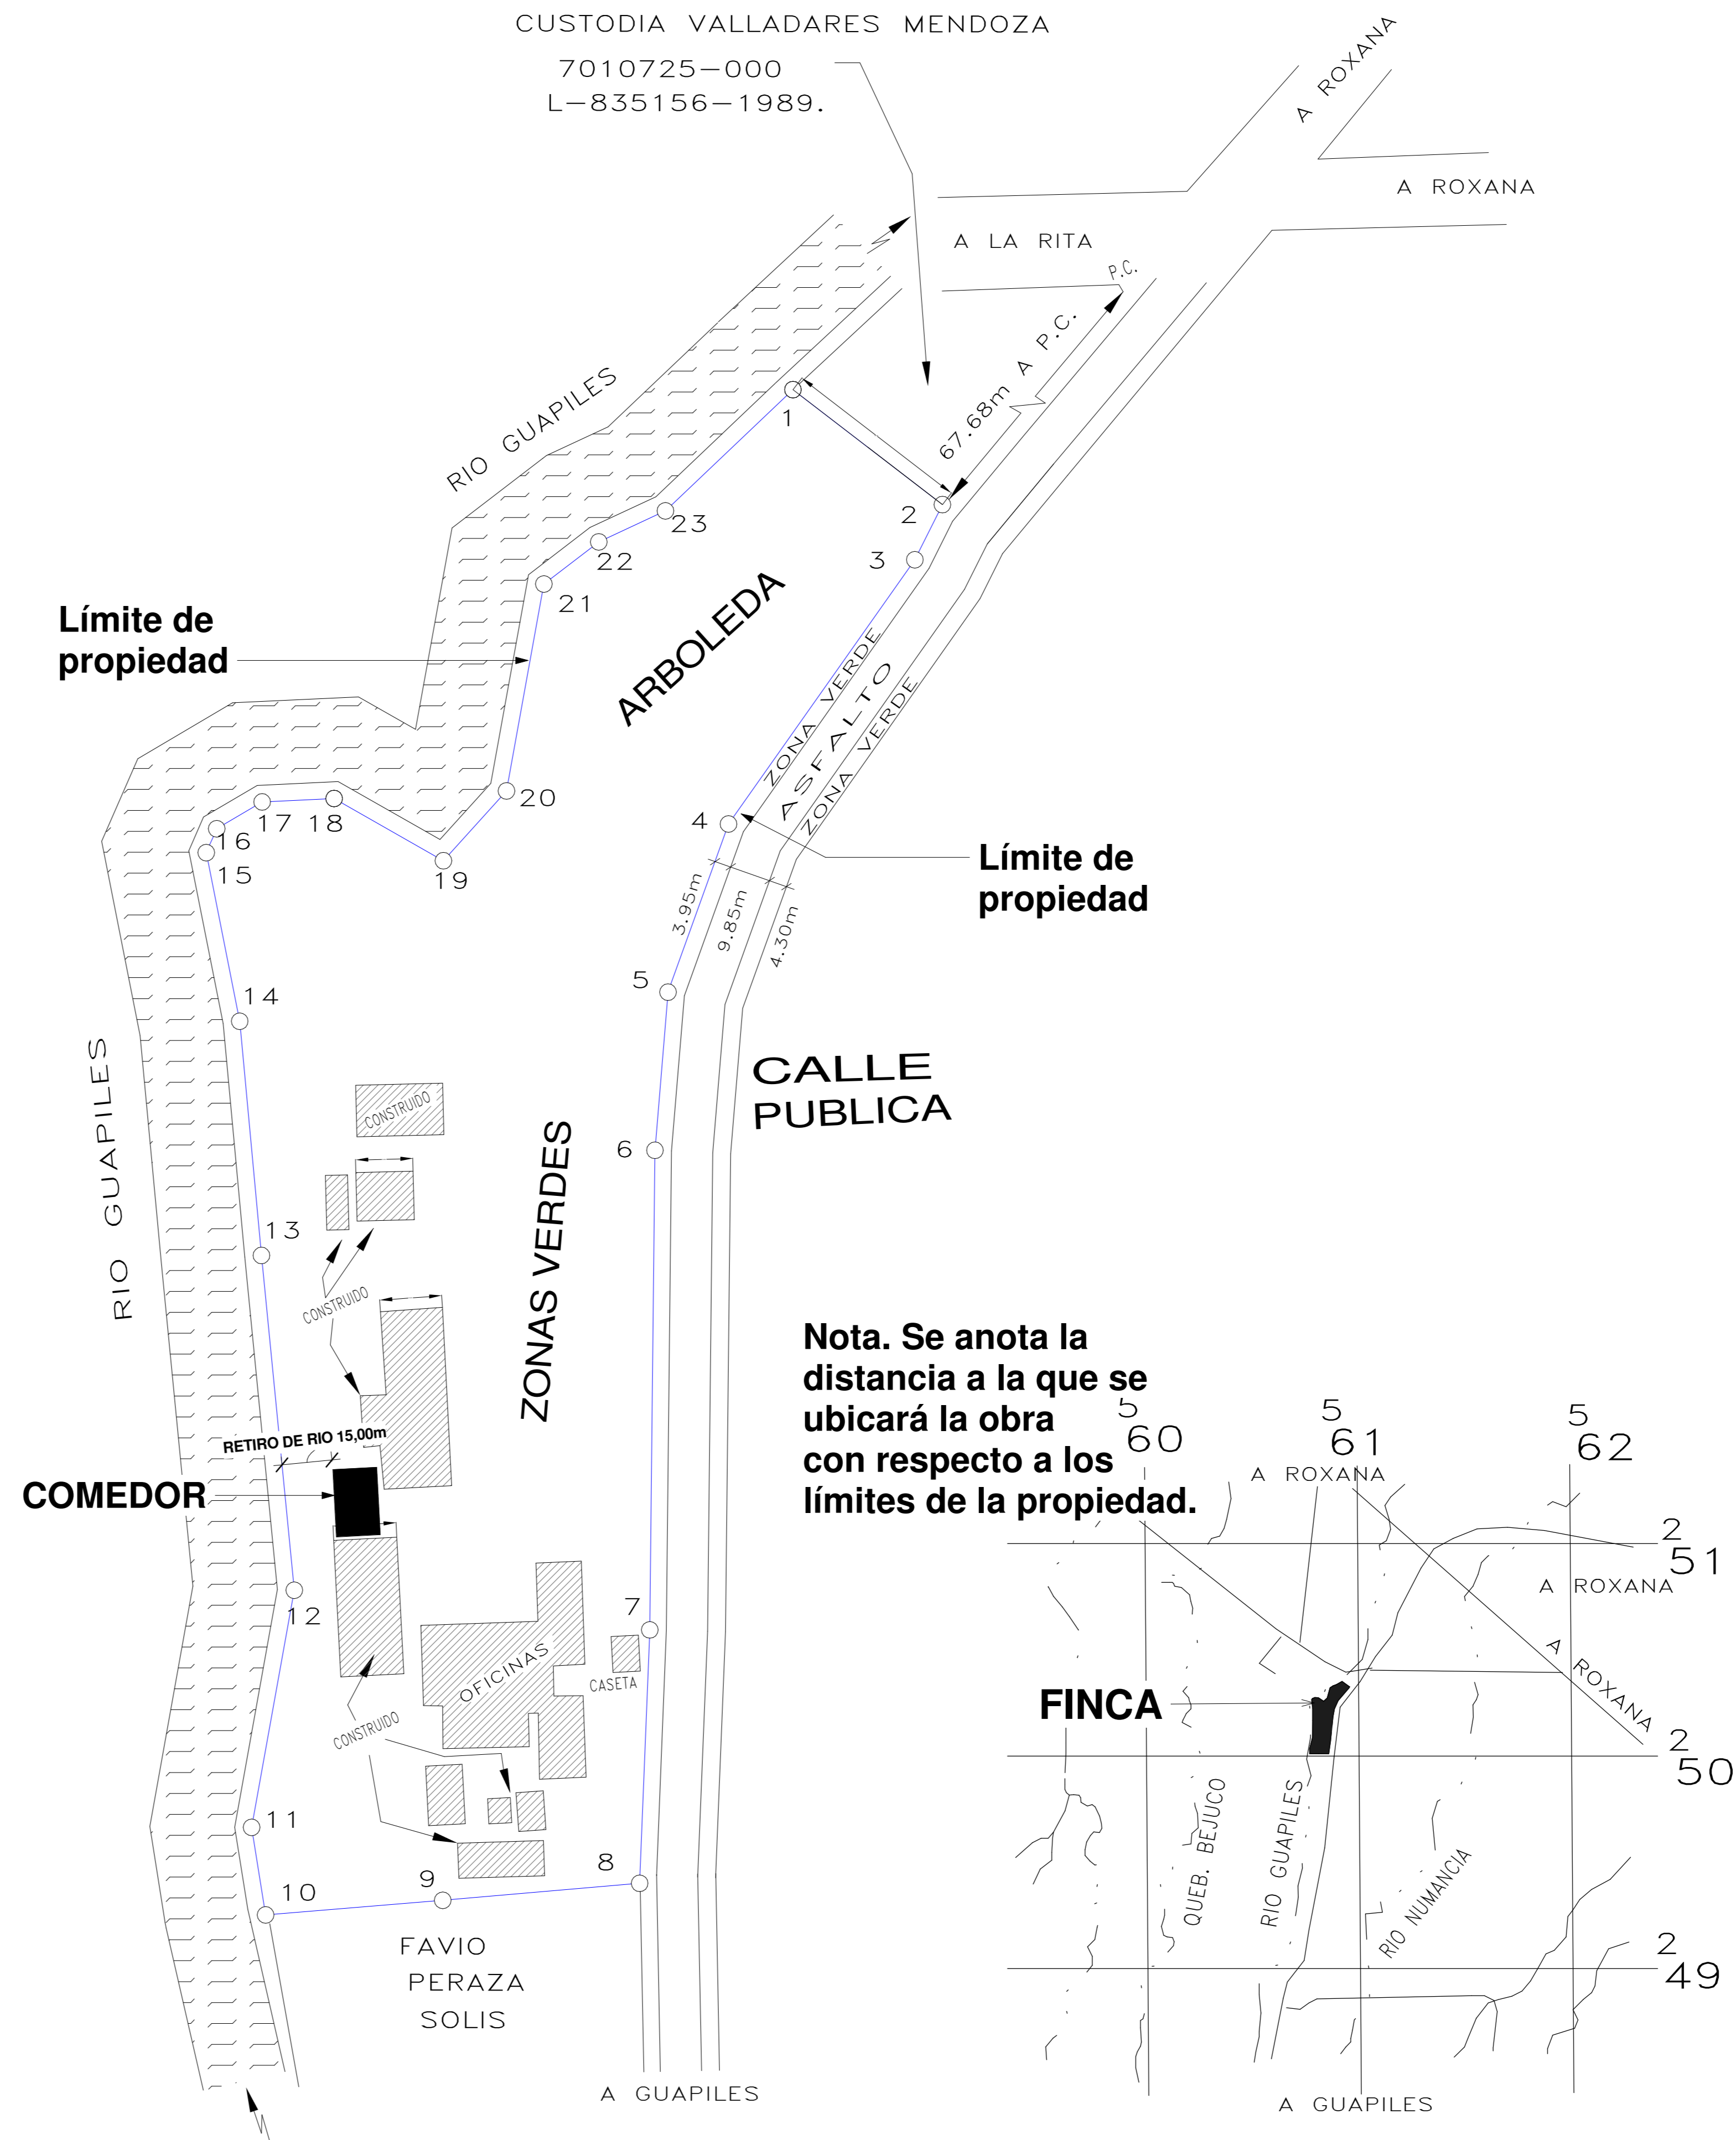 CUSTODIA VALLADARES MENDOZA
7010725-000
L-835156-1989.
A ROXANA
A ROXANA
A LA RITA
P.C.
67.68m A P.C.
RIO GUAPILES
1
2
3
23
22
21
Límite de
propiedad
ARBOLEDA
ZONA VERDE
ASFALTO
ZONA VERDE
20
4
16
17
18
15
19
Límite de
propiedad
3.95m
9.85m
4.30m
5
14
RIO GUAPILES
CALLE
PUBLICA
CONSTRUIDO
6
ZONAS VERDES
13
CONSTRUIDO
RETIRO DE RIO 15,00m
COMEDOR
12
7
OFICINAS
CASETA
CONSTRUIDO
11
8
9
10
FAVIO
PERAZA
SOLIS
A GUAPILES
Nota. Se anota la
distancia a la que se
ubicará la obra
con respecto a los
límites de la propiedad.
5
60
5
61
5
62
A ROXANA
2
51
A ROXANA
A ROXANA
FINCA
2
50
QUEB. BEJUCO
RIO GUAPILES
RIO NUMANCIA
2
49
A GUAPILES